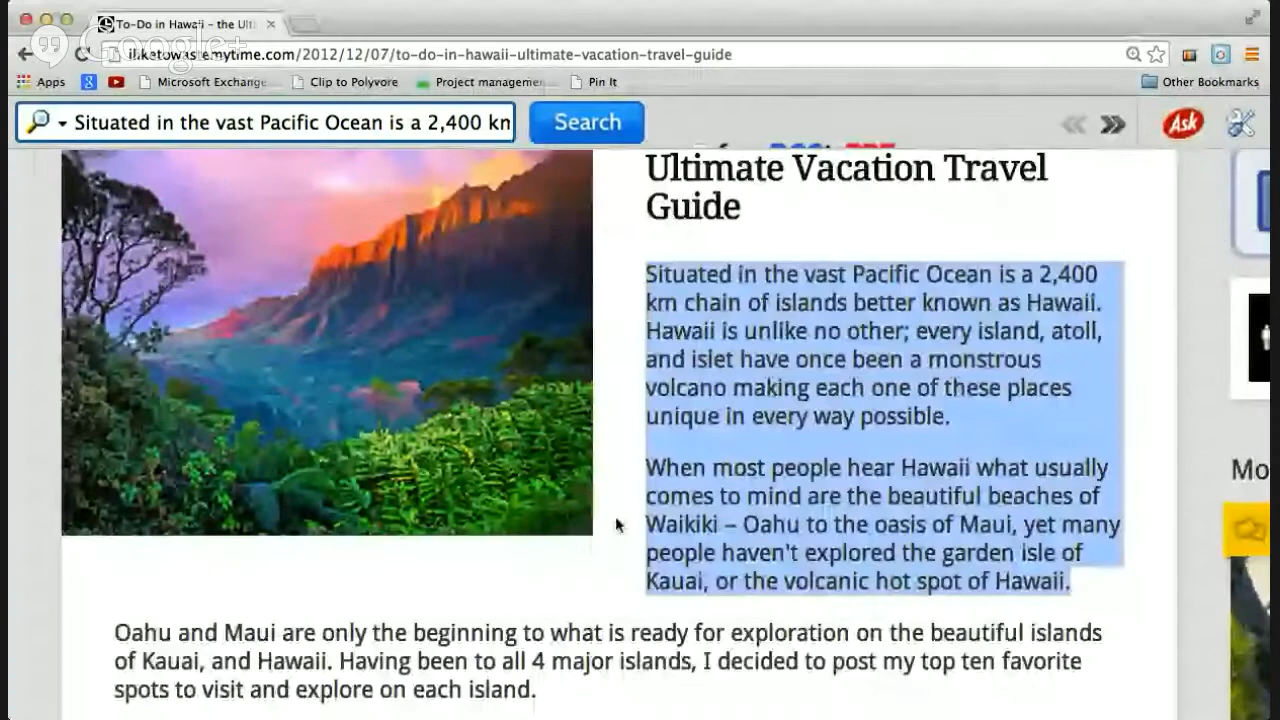 To-Do in Hawaii - the Ult
Google+
iliketowastemytime.com/2012/12/07/to-do-in-hawaii-ultimate-vacation-travel-guide
Apps Microsoft Exchange Clip to Polyvore Project managemen Pin It Other Bookmarks
Situated in the vast Pacific Ocean is a 2,400 km Search Ask
Ultimate Vacation Travel
Guide
Situated in the vast Pacific Ocean is a 2,400
km chain of islands better known as Hawaii.
Hawaii is unlike no other; every island, atoll,
and islet have once been a monstrous
volcano making each one of these places
unique in every way possible.
When most people hear Hawaii what usually
comes to mind are the beautiful beaches of
Waikiki – Oahu to the oasis of Maui, yet many
people haven't explored the garden isle of
Kauai, or the volcanic hot spot of Hawaii.
Mo
Oahu and Maui are only the beginning to what is ready for exploration on the beautiful islands
of Kauai, and Hawaii. Having been to all 4 major islands, I decided to post my top ten favorite
spots to visit and explore on each island.